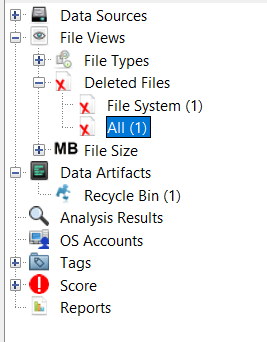 Data Sources
File Views
File Types
Deleted Files
File System (1)
All (1)
MB File Size
Data Artifacts
Recycle Bin (1)
Analysis Results
OS Accounts
Tags
Score
Reports